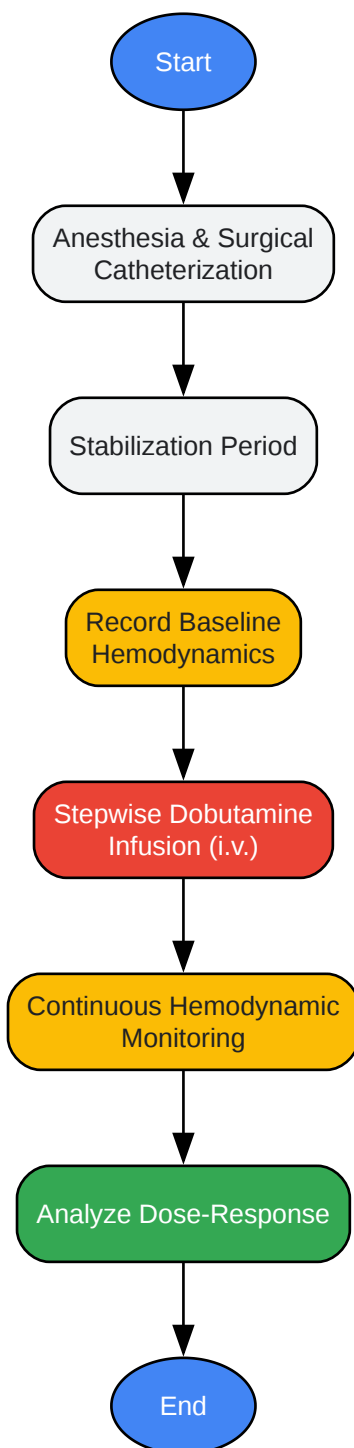 Start
Anesthesia & Surgical
Catheterization
Stabilization Period
Record Baseline
Hemodynamics
Stepwise Dobutamine
Infusion (i.v.)
Continuous Hemodynamic
Monitoring
Analyze Dose-Response
End